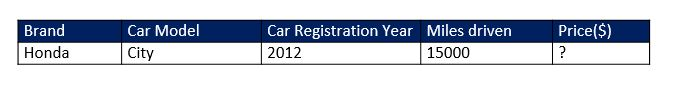 Brand Car Model Car Registration Year Miles driven Price($)
Honda City 2012 15000 ?